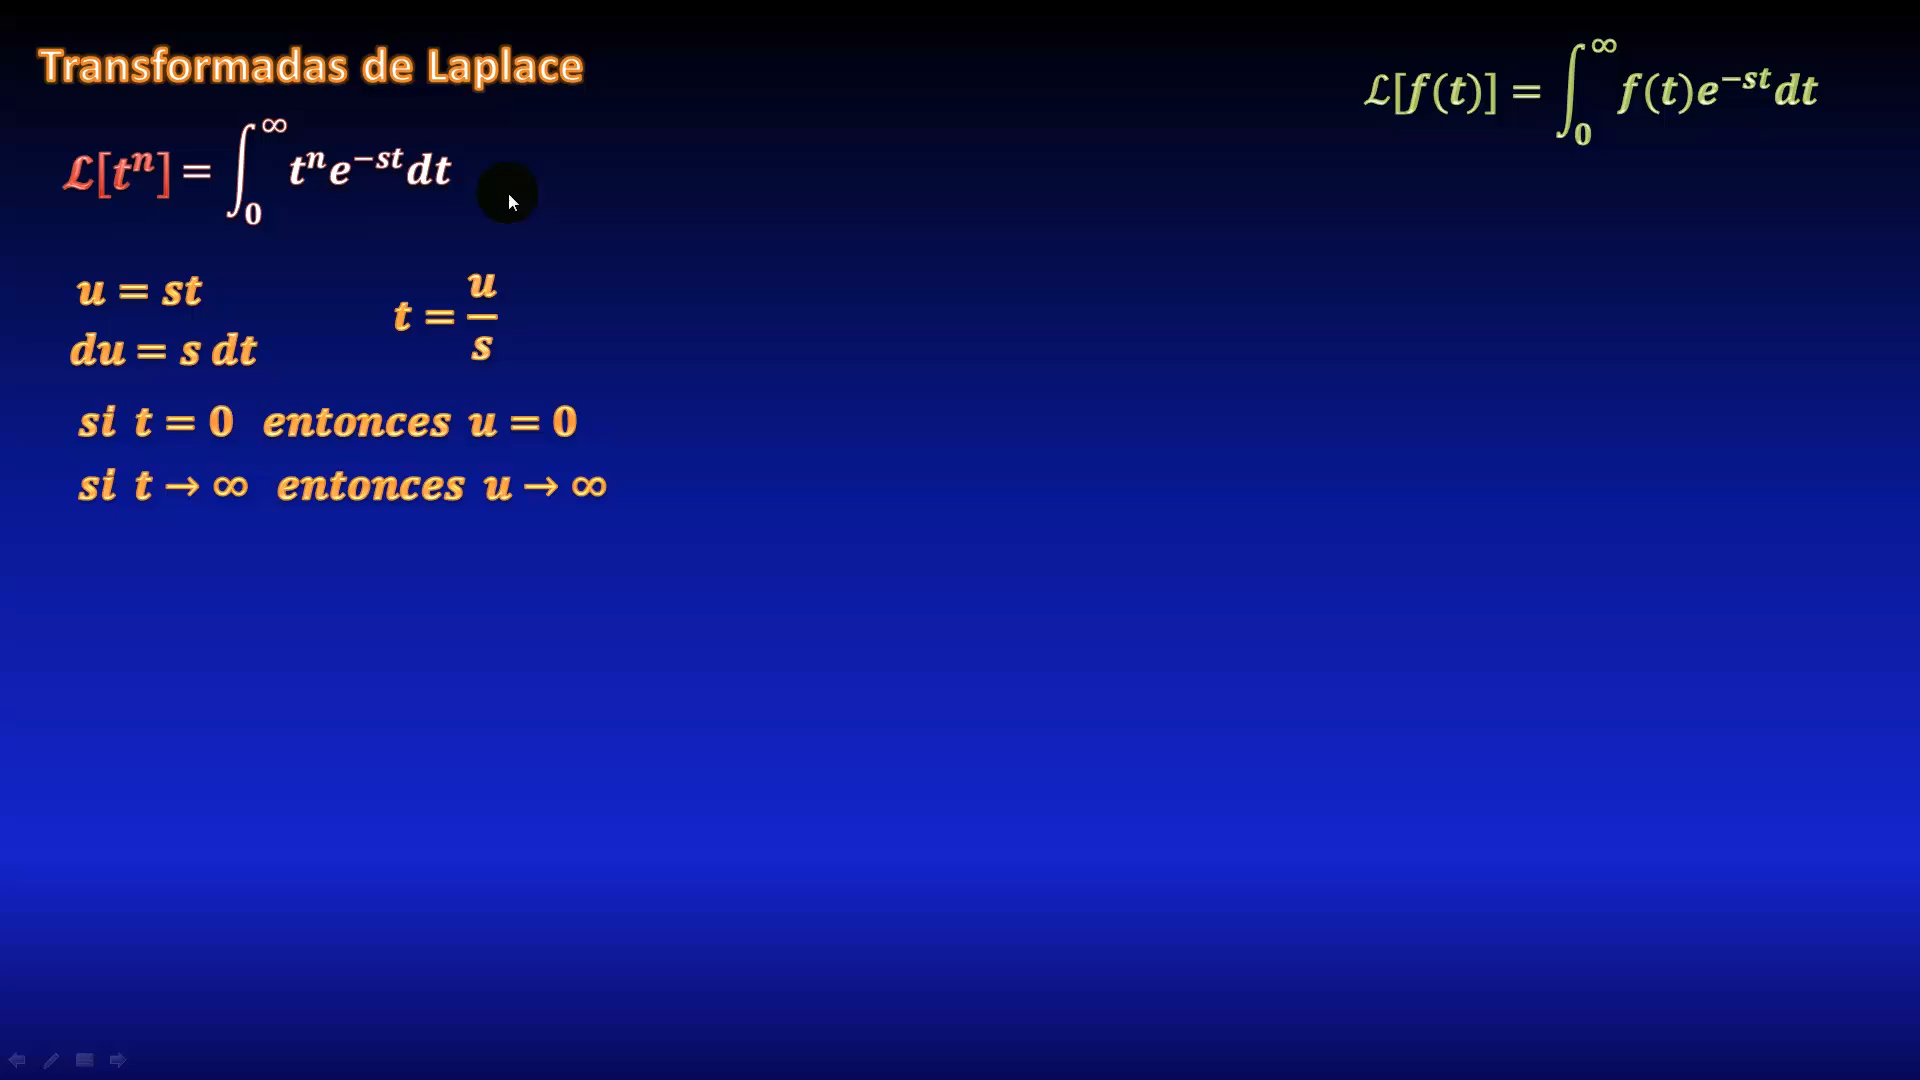 Transformadas de Laplace
ℒ[f(t)] = ∫₀^∞ f(t)e^{-st}dt
ℒ[tⁿ] = ∫₀^∞ tⁿe^{-st}dt
u = st
t = u/s
du = s dt
si t = 0 entonces u = 0
si t → ∞ entonces u → ∞